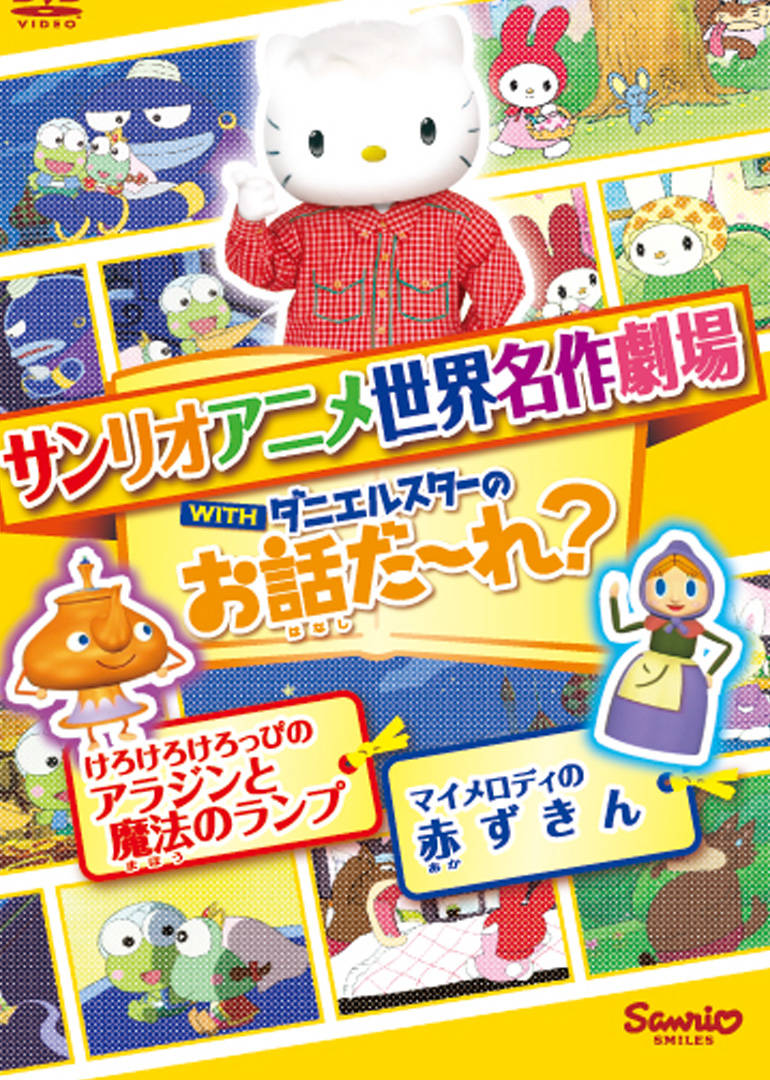 DVD
VIDEO
サンリオアニメ世界名作劇場
WITH ダニエルスターの
お話だ〜れ?
はなし
けろけろけろっぴの
アラジンと
魔法のランプ
まほう
マイメロディの
赤ずきん
あか
Sanrio
SMILES